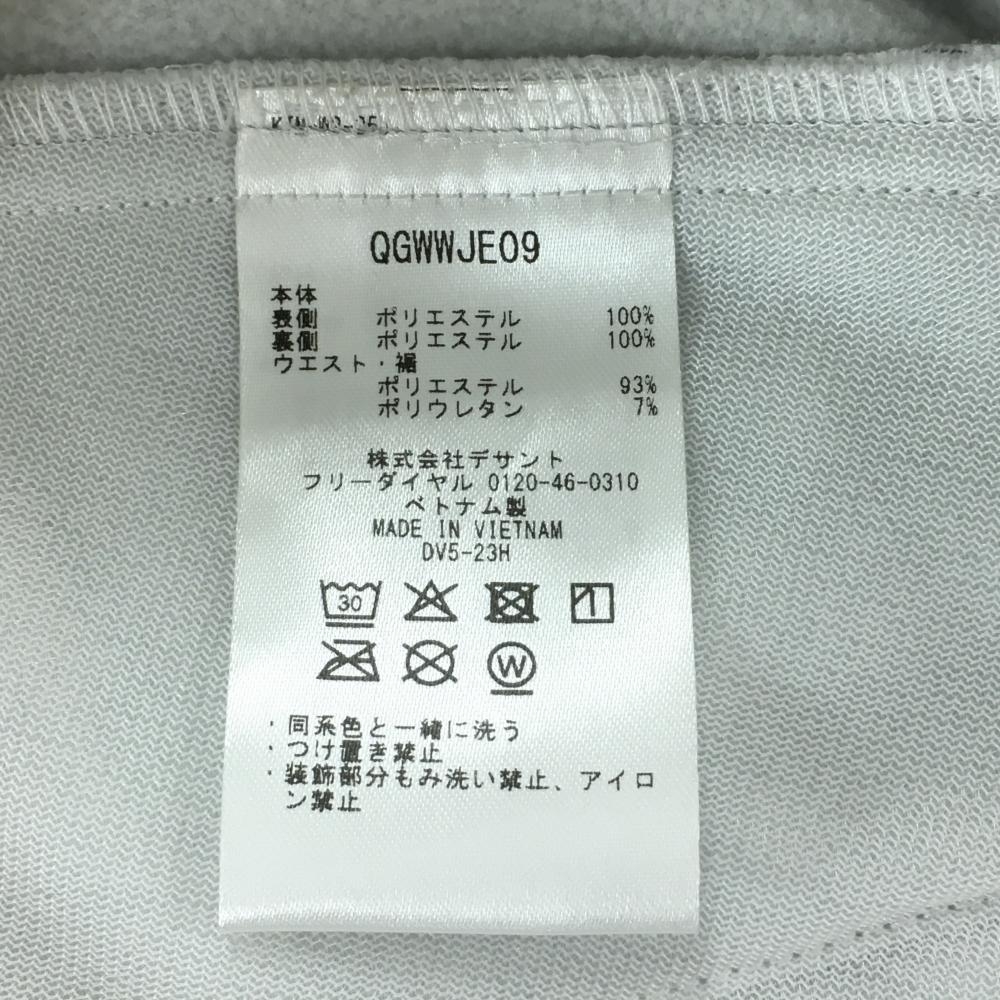 QGWWJE09
本体
表側 ポリエステル 100%
裏側 ポリエステル 100%
ウエスト・裾
ポリエステル 93%
ポリウレタン 7%
株式会社デサント
フリーダイヤル 0120-46-0310
ベトナム製
MADE IN VIETNAM
DV5-23H
30
W
・同系色と一緒に洗う
・つけ置き禁止
・装飾部分もみ洗い禁止、アイロ
ン禁止